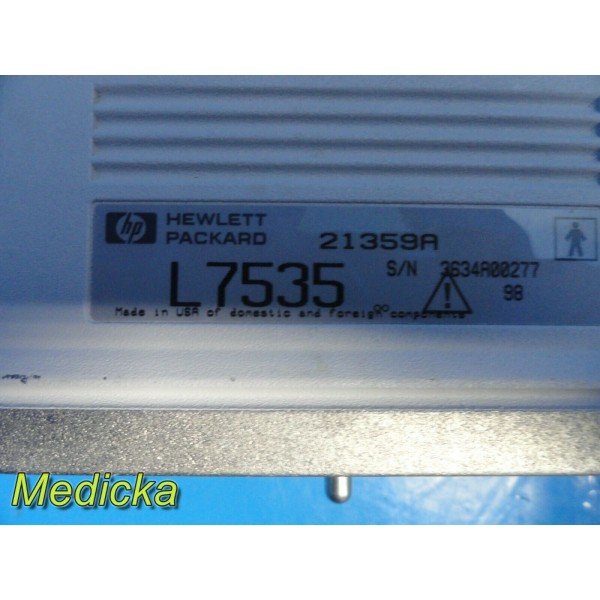 hp HEWLETT
PACKARD 21359A
L7535 S/N 3634A00277
98
Made in USA of domestic and foreign components
Medicka